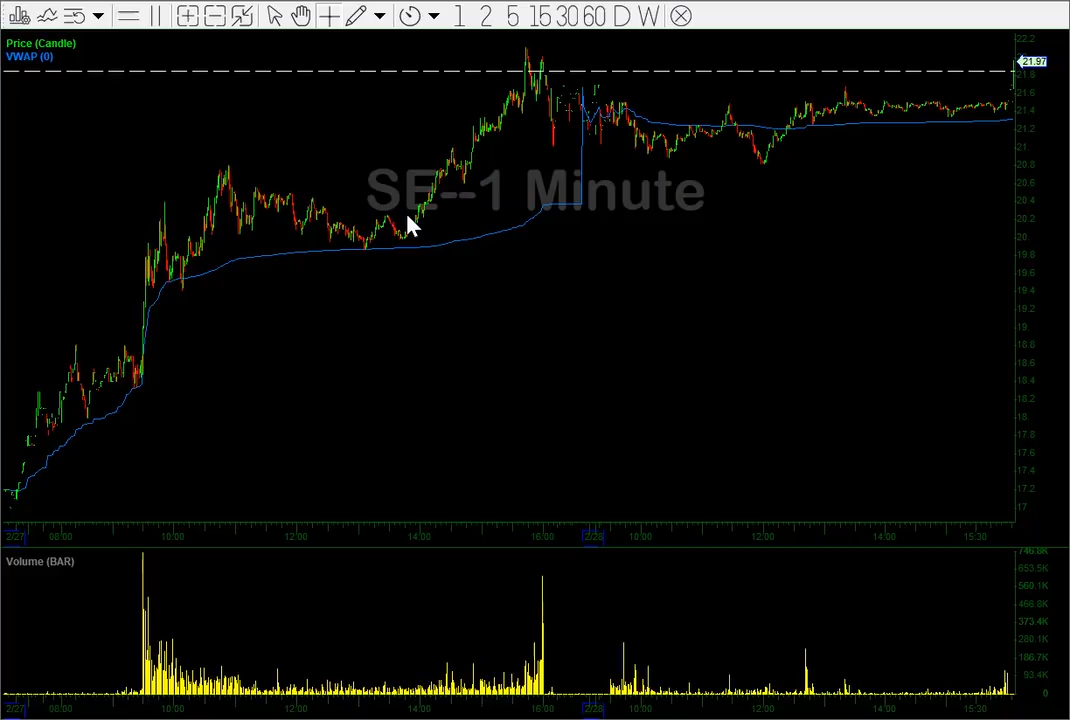 1 2 5 15 30 60 D W
Price (Candle)
VWAP (0)
SE--1 Minute
22.2
21.97
21.8
21.6
21.4
21.2
21
20.8
20.6
20.4
20.2
20.
19.8
19.6
19.4
19.2
19
18.8
18.6
18.4
18.2
18
17.8
17.6
17.4
17.2
17
2/27 08:00 10:00 12:00 14:00 16:00 2/28 10:00 12:00 14:00 15:30
Volume (BAR)
746.8K
653.5K
560.1K
466.8K
373.4K
280.1K
186.7K
93.4K
0
2/27 08:00 10:00 12:00 14:00 16:00 2/28 10:00 12:00 14:00 15:30